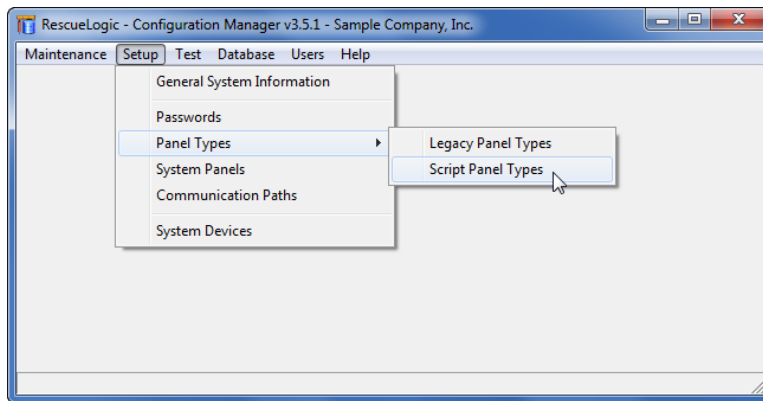 RescueLogic - Configuration Manager v3.5.1 - Sample Company, Inc.
Maintenance Setup Test Database Users Help
General System Information
Passwords
Panel Types
Legacy Panel Types
System Panels
Script Panel Types
Communication Paths
System Devices